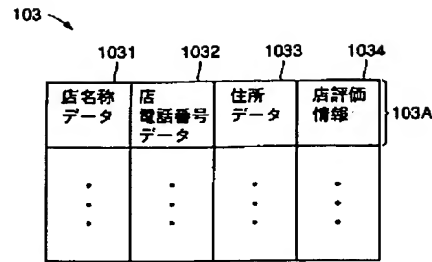 103
1031 1032 1033 1034
店名称 店 住所 店評価
データ 電話番号 データ 情報
データ
103A